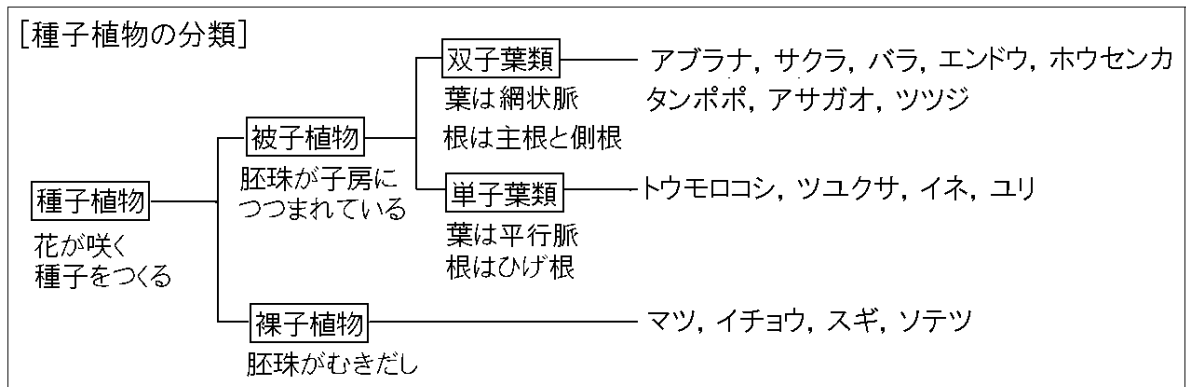 [種子植物の分類]
双子葉類
アブラナ, サクラ, バラ, エンドウ, ホウセンカ
葉は網状脈
タンポポ, アサガオ, ツツジ
被子植物
根は主根と側根
胚珠が子房に
つつまれている
単子葉類
トウモロコシ, ツユクサ, イネ, ユリ
種子植物
葉は平行脈
根はひげ根
花が咲く
種子をつくる
裸子植物
マツ, イチョウ, スギ, ソテツ
胚珠がむきだし